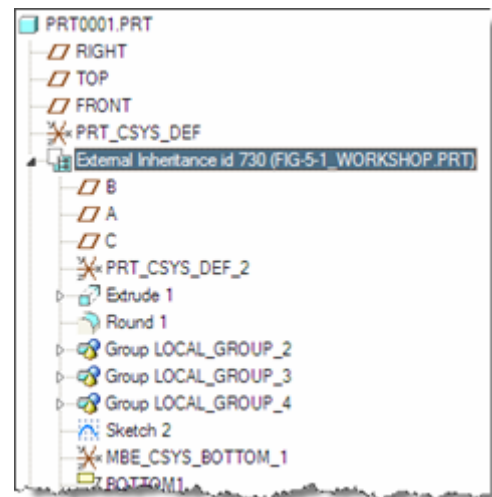 PRT0001.PRT
RIGHT
TOP
FRONT
PRT_CSYS_DEF
External Inheritance id 730 (FIG-5-1_WORKSHOP.PRT)
B
A
C
PRT_CSYS_DEF_2
Extrude 1
Round 1
Group LOCAL_GROUP_2
Group LOCAL_GROUP_3
Group LOCAL_GROUP_4
Sketch 2
MBE_CSYS_BOTTOM_1
BOTTOM1